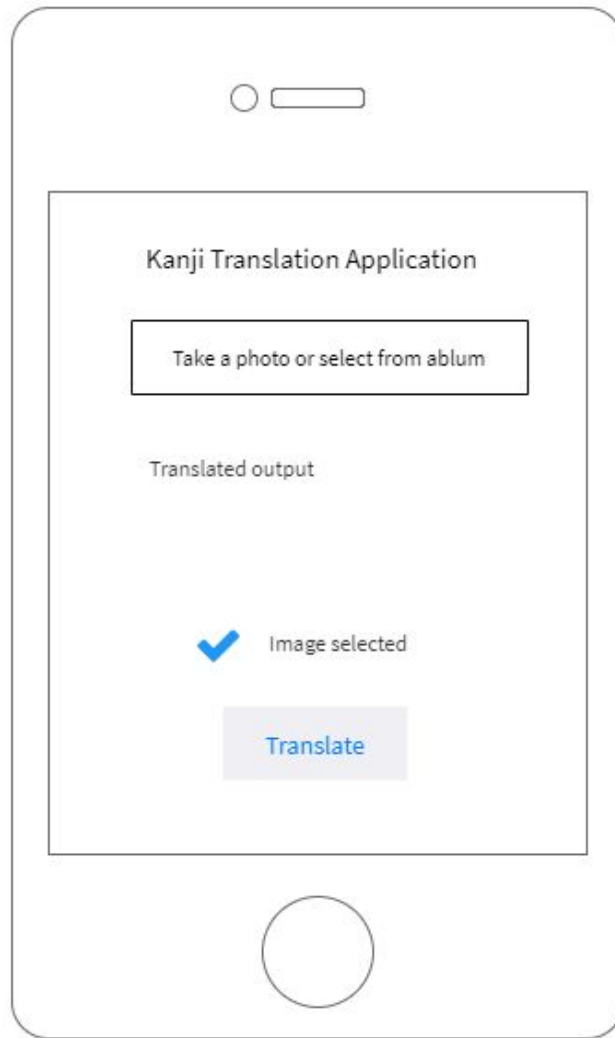 Kanji Translation Application
Take a photo or select from ablum
Translated output
Image selected
Translate